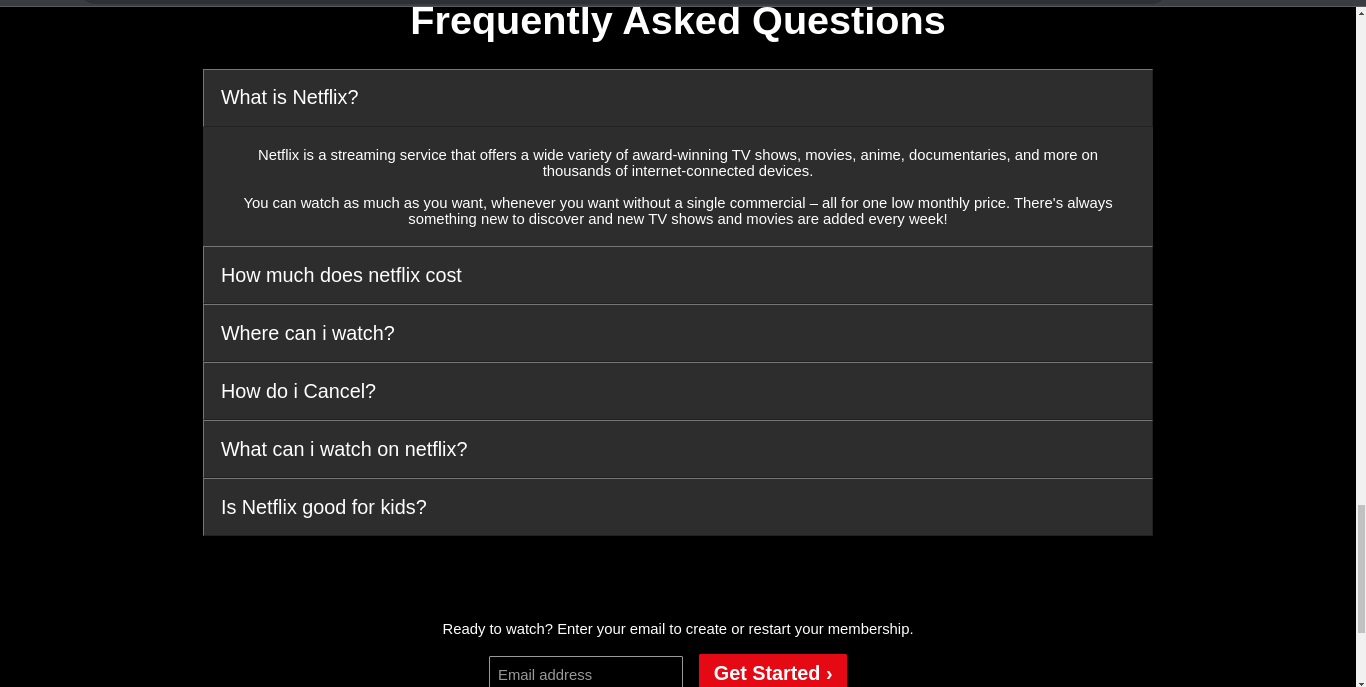 Frequently Asked Questions
What is Netflix?
Netflix is a streaming service that offers a wide variety of award-winning TV shows, movies, anime, documentaries, and more on
thousands of internet-connected devices.
You can watch as much as you want, whenever you want without a single commercial – all for one low monthly price. There's always
something new to discover and new TV shows and movies are added every week!
How much does netflix cost
Where can i watch?
How do i Cancel?
What can i watch on netflix?
Is Netflix good for kids?
Ready to watch? Enter your email to create or restart your membership.
Email address
Get Started ›